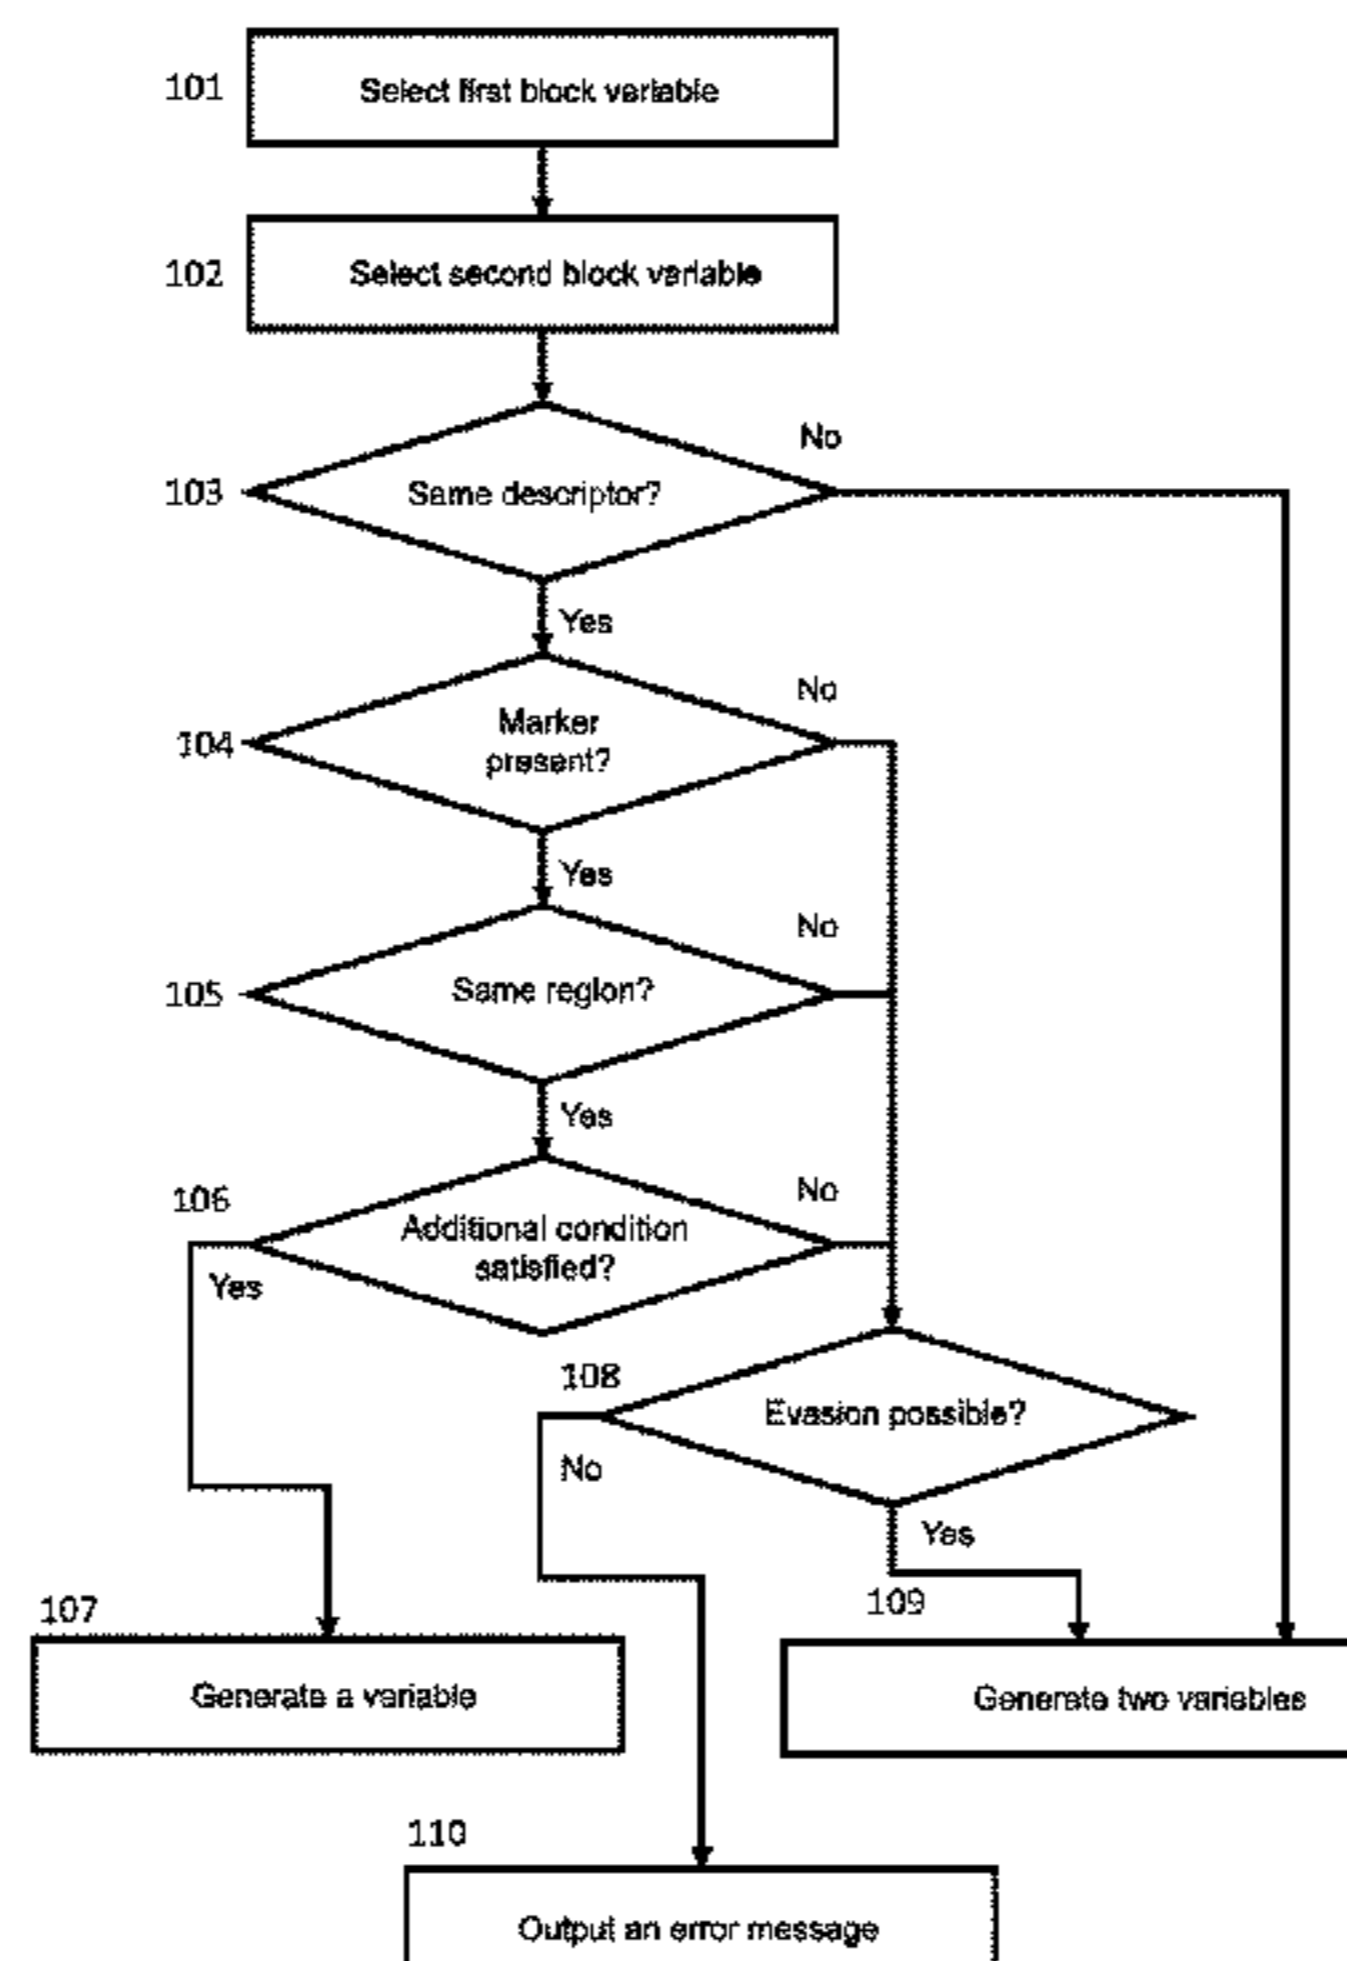 101
Select first block variable
102
Select second block variable
No
103
Same descriptor?
Yes
No
Marker
104
present?
Yes
No
105
Same region?
Yes
No
106
Additional condition
satisfied?
Yes
108
Evasion possible?
No
Yes
109
107
Generate a variable
Generate two variables
110
Output an error message